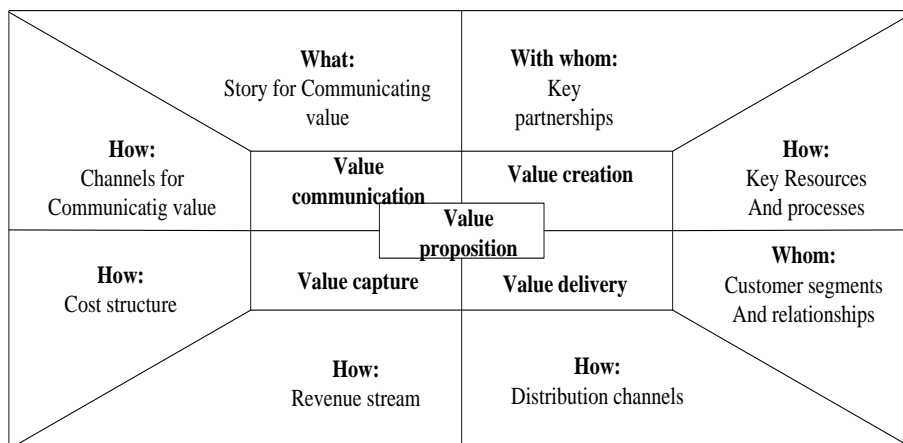 What:
Story for Communicating
value
With whom:
Key
partnerships
How:
Channels for
Communicatig value
Value
communication
Value creation
How:
Key Resources
And processes
Value
proposition
How:
Cost structure
Value capture
Value delivery
Whom:
Customer segments
And relationships
How:
Revenue stream
How:
Distribution channels